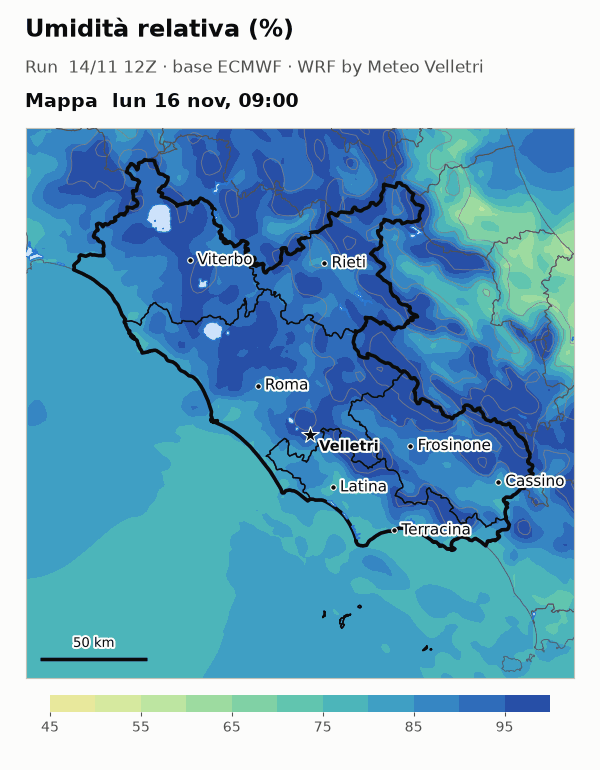 Umidità relativa (%)
Run  14/11 12Z · base ECMWF · WRF by Meteo Velletri
Mappa  lun 16 nov, 09:00
Viterbo
Rieti
Roma
Velletri
Frosinone
Latina
Cassino
Terracina
50 km
45 55 65 75 85 95